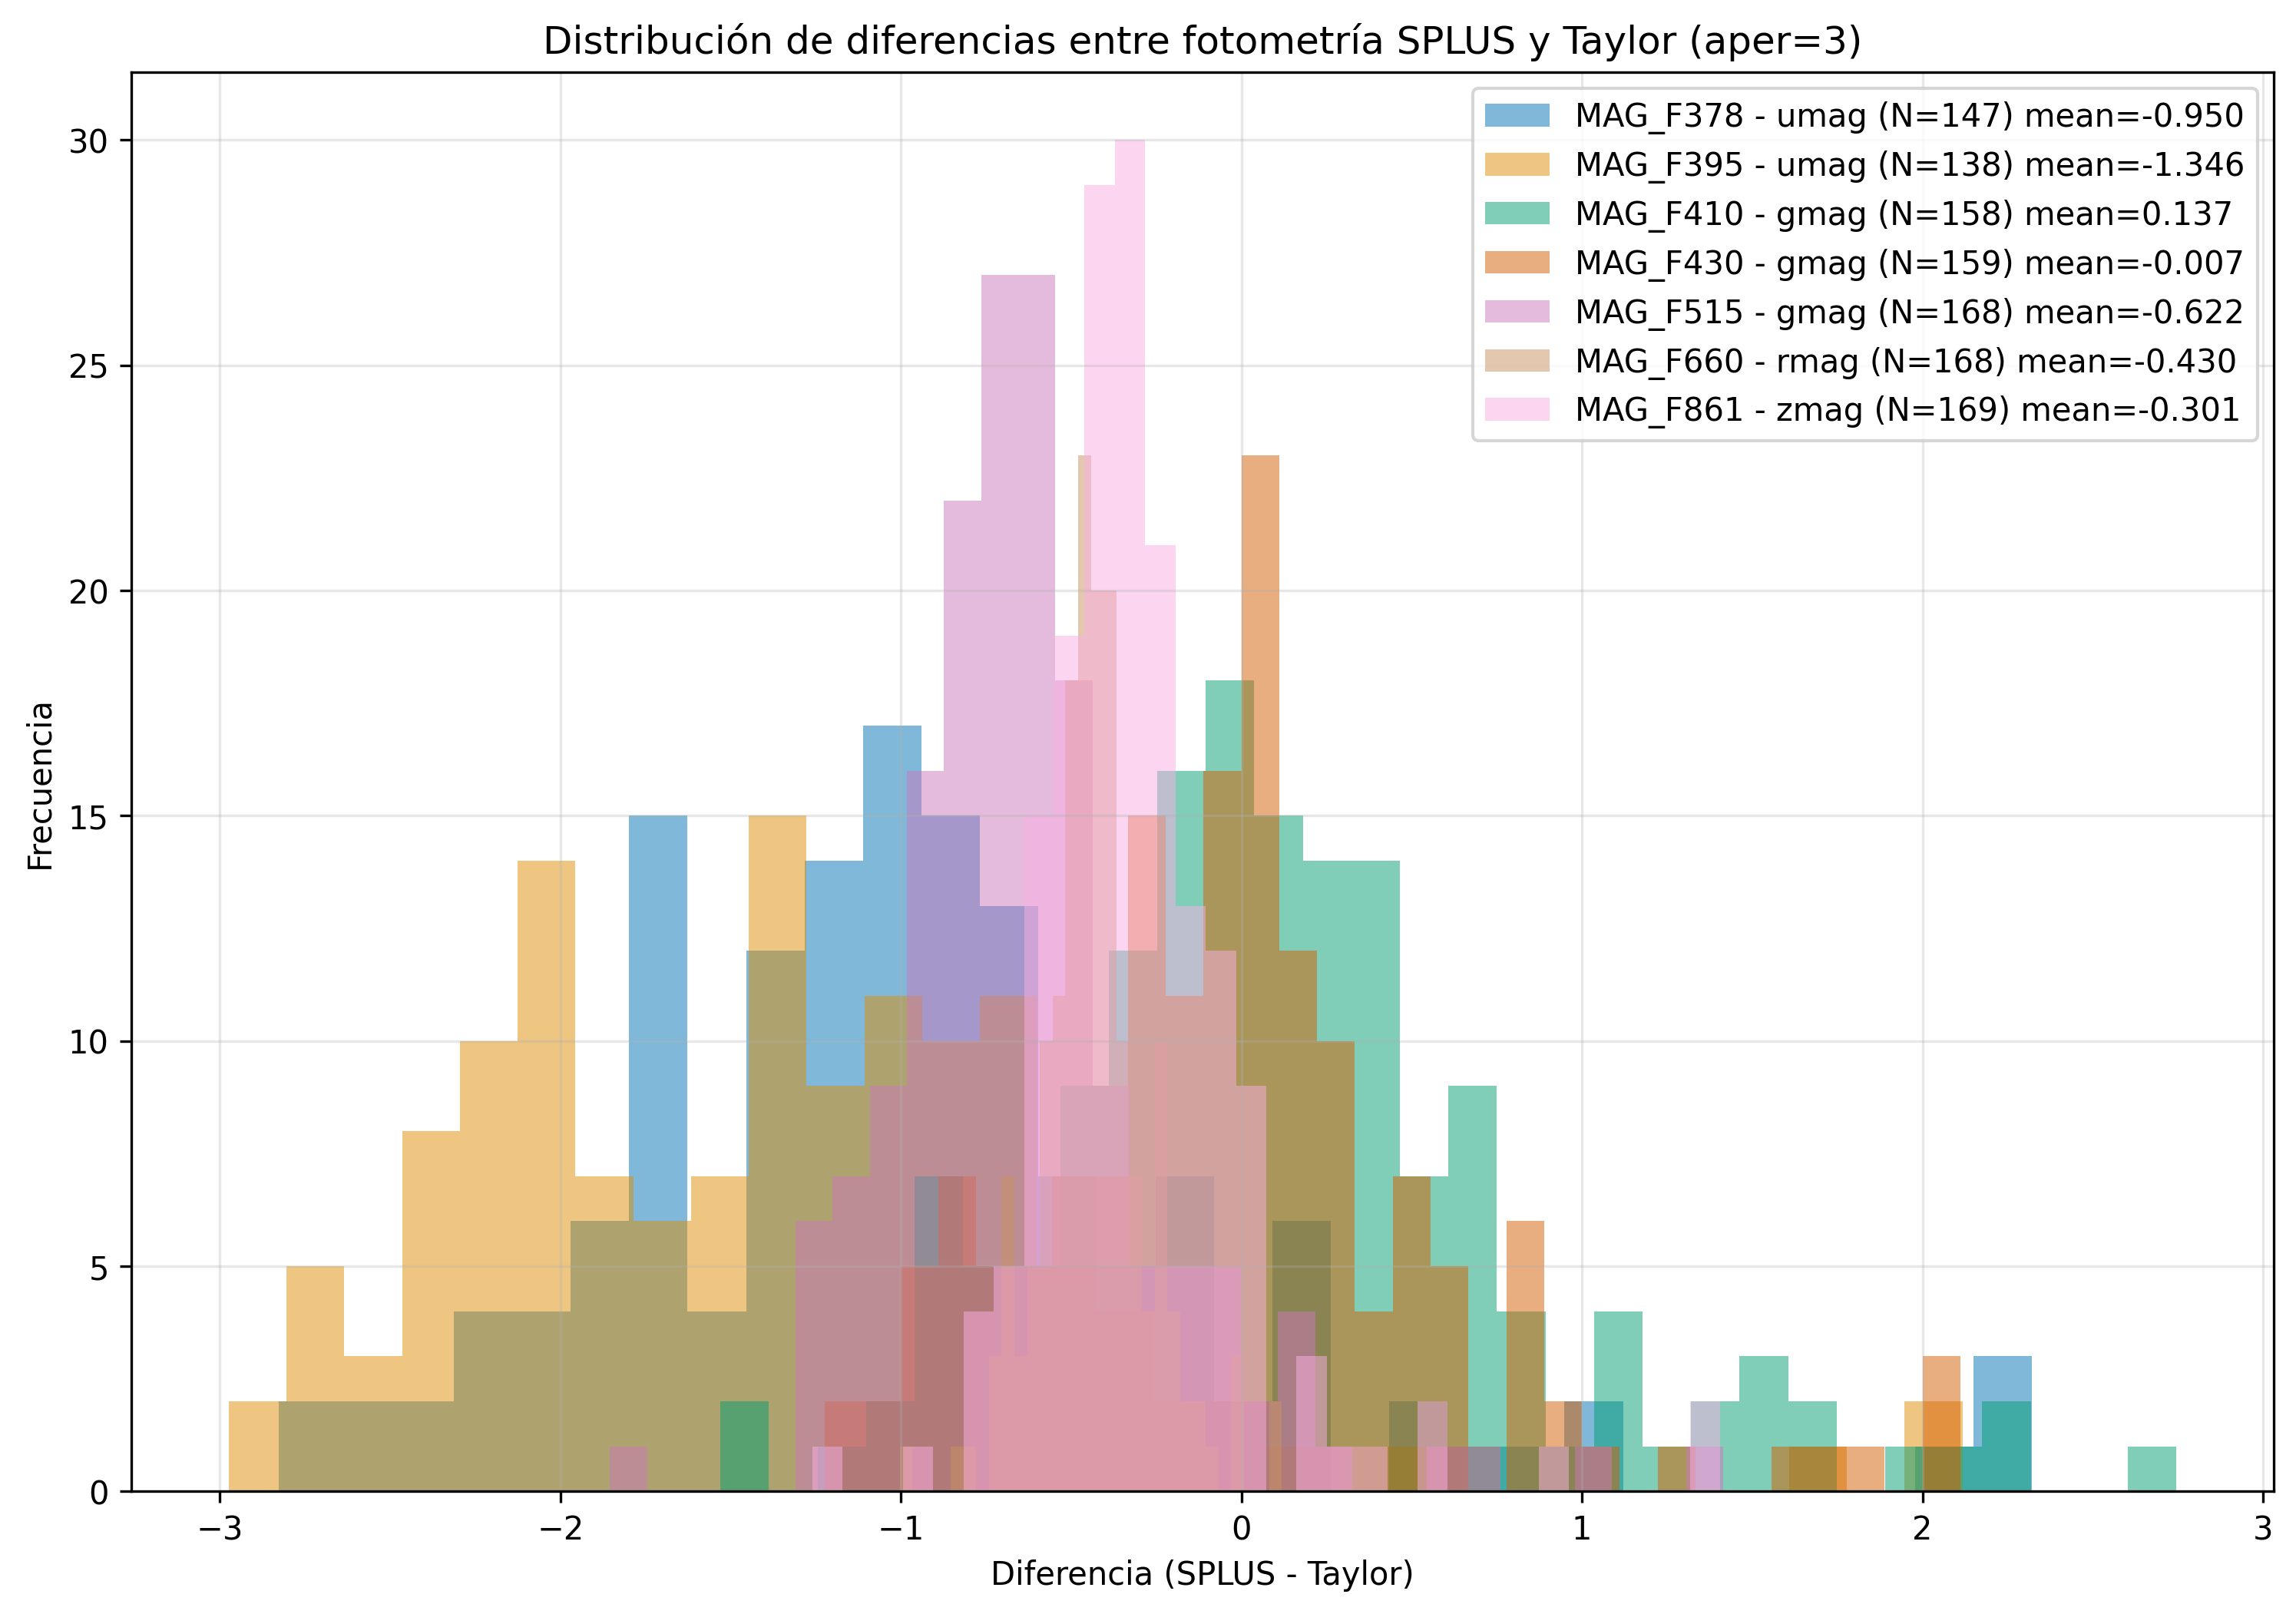 Distribución de diferencias entre fotometría SPLUS y Taylor (aper=3)
MAG_F378 - umag (N=147) mean=-0.950
MAG_F395 - umag (N=138) mean=-1.346
MAG_F410 - gmag (N=158) mean=0.137
MAG_F430 - gmag (N=159) mean=-0.007
MAG_F515 - gmag (N=168) mean=-0.622
MAG_F660 - rmag (N=168) mean=-0.430
MAG_F861 - zmag (N=169) mean=-0.301
Frecuencia
30
25
20
15
10
5
0
−3 −2 −1 0 1 2 3
Diferencia (SPLUS - Taylor)